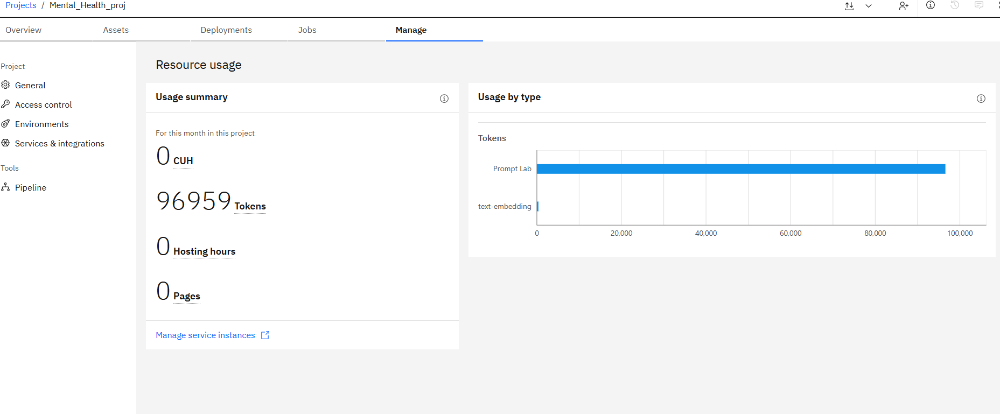 Projects / Mental_Health_proj
Overview
Assets
Deployments
Jobs
Manage
Project
General
Access control
Environments
Services & integrations
Tools
Pipeline
Resource usage
Usage summary
For this month in this project
0 CUH
96959 Tokens
0 Hosting hours
0 Pages
Manage service instances
Usage by type
Tokens
Prompt Lab
text-embedding
0 20,000 40,000 60,000 80,000 100,000